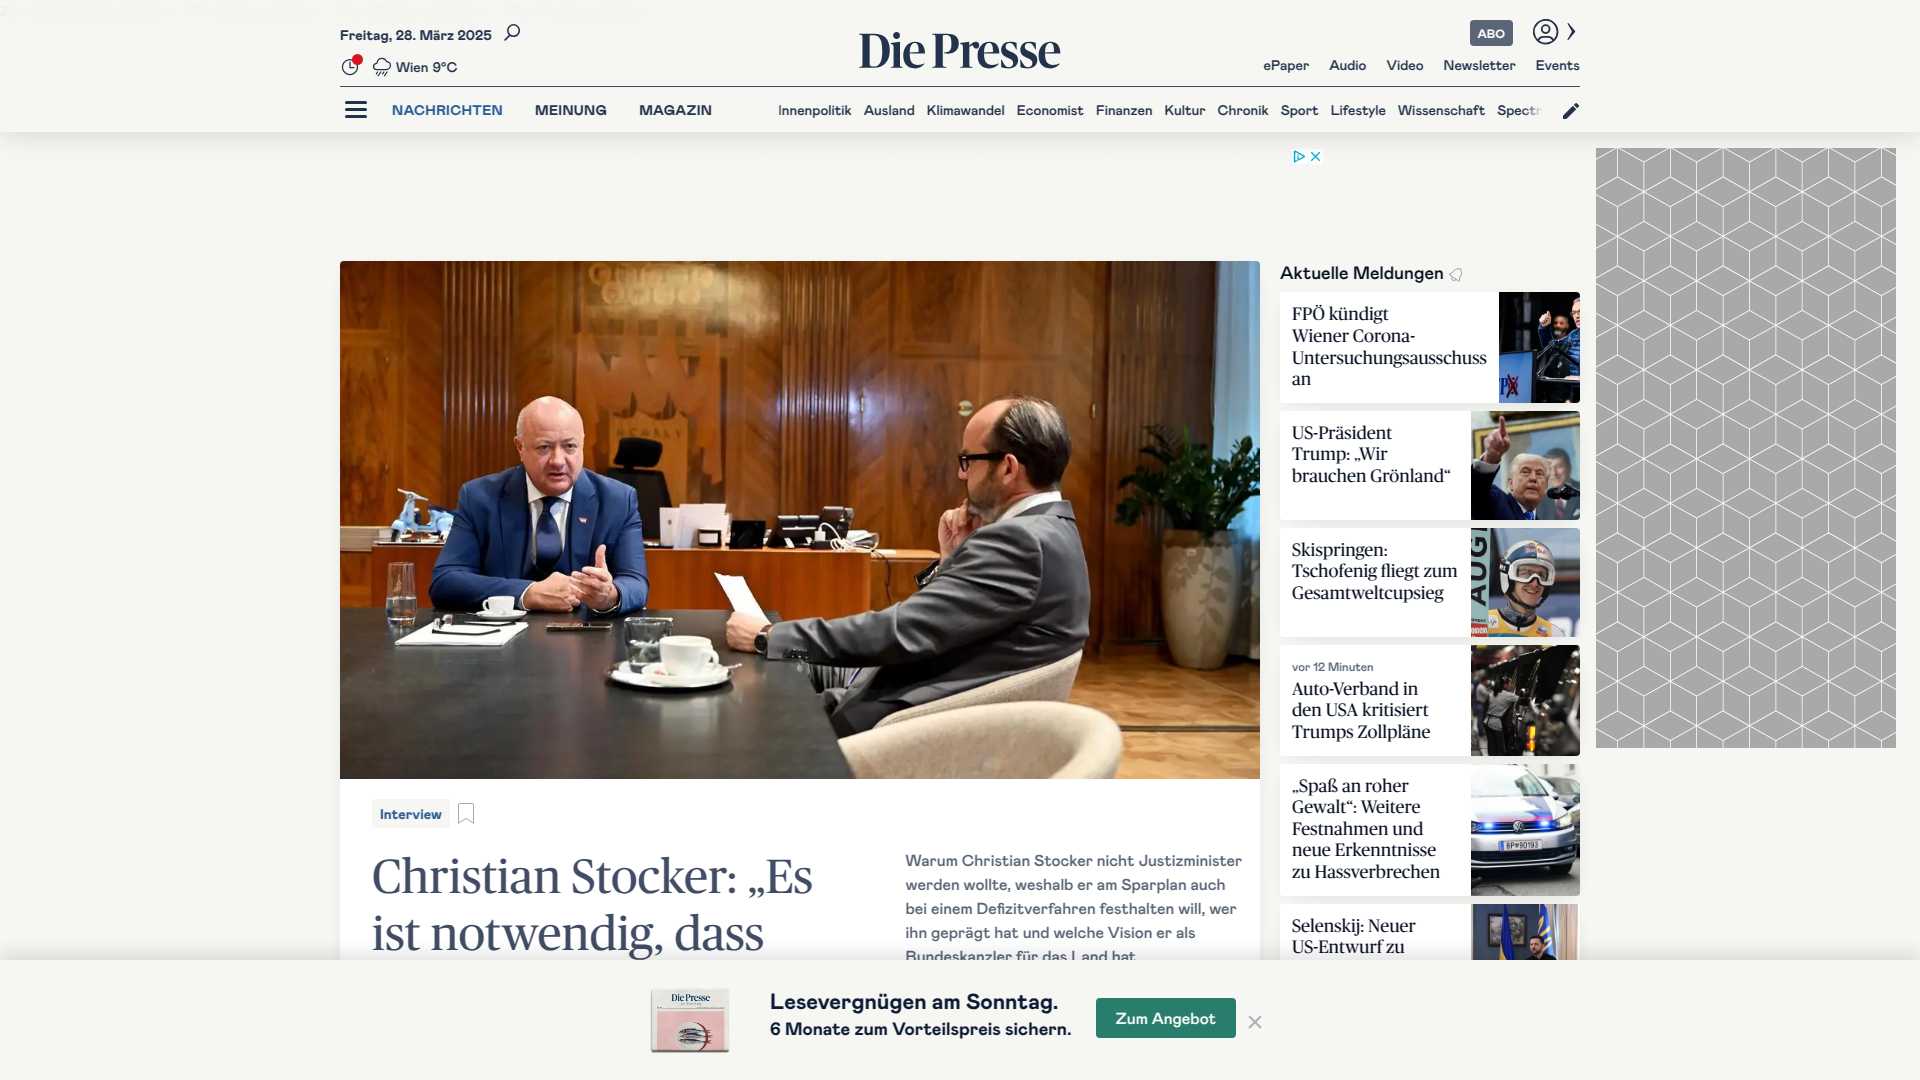 Freitag, 28. März 2025
Wien 9°C
Die Presse
ABO
ePaper Audio Video Newsletter Events
NACHRICHTEN MEINUNG MAGAZIN
Innenpolitik Ausland Klimawandel Economist Finanzen Kultur Chronik Sport Lifestyle Wissenschaft Spectr
Interview
Christian Stocker: „Es
ist notwendig, dass
Warum Christian Stocker nicht Justizminister
werden wollte, weshalb er am Sparplan auch
bei einem Defizitverfahren festhalten will, wer
ihn geprägt hat und welche Vision er als
Bundeskanzler für das Land hat.
Aktuelle Meldungen
FPÖ kündigt
Wiener Corona-
Untersuchungsausschuss
an
US-Präsident
Trump: „Wir
brauchen Grönland“
Skispringen:
Tschofenig fliegt zum
Gesamtweltcupsieg
AUG
vor 12 Minuten
Auto-Verband in
den USA kritisiert
Trumps Zollpläne
„Spaß an roher
Gewalt“: Weitere
Festnahmen und
neue Erkenntnisse
zu Hassverbrechen
BP 90193
Selenskij: Neuer
US-Entwurf zu
Die Presse
Lesevergnügen am Sonntag.
6 Monate zum Vorteilspreis sichern.
Zum Angebot